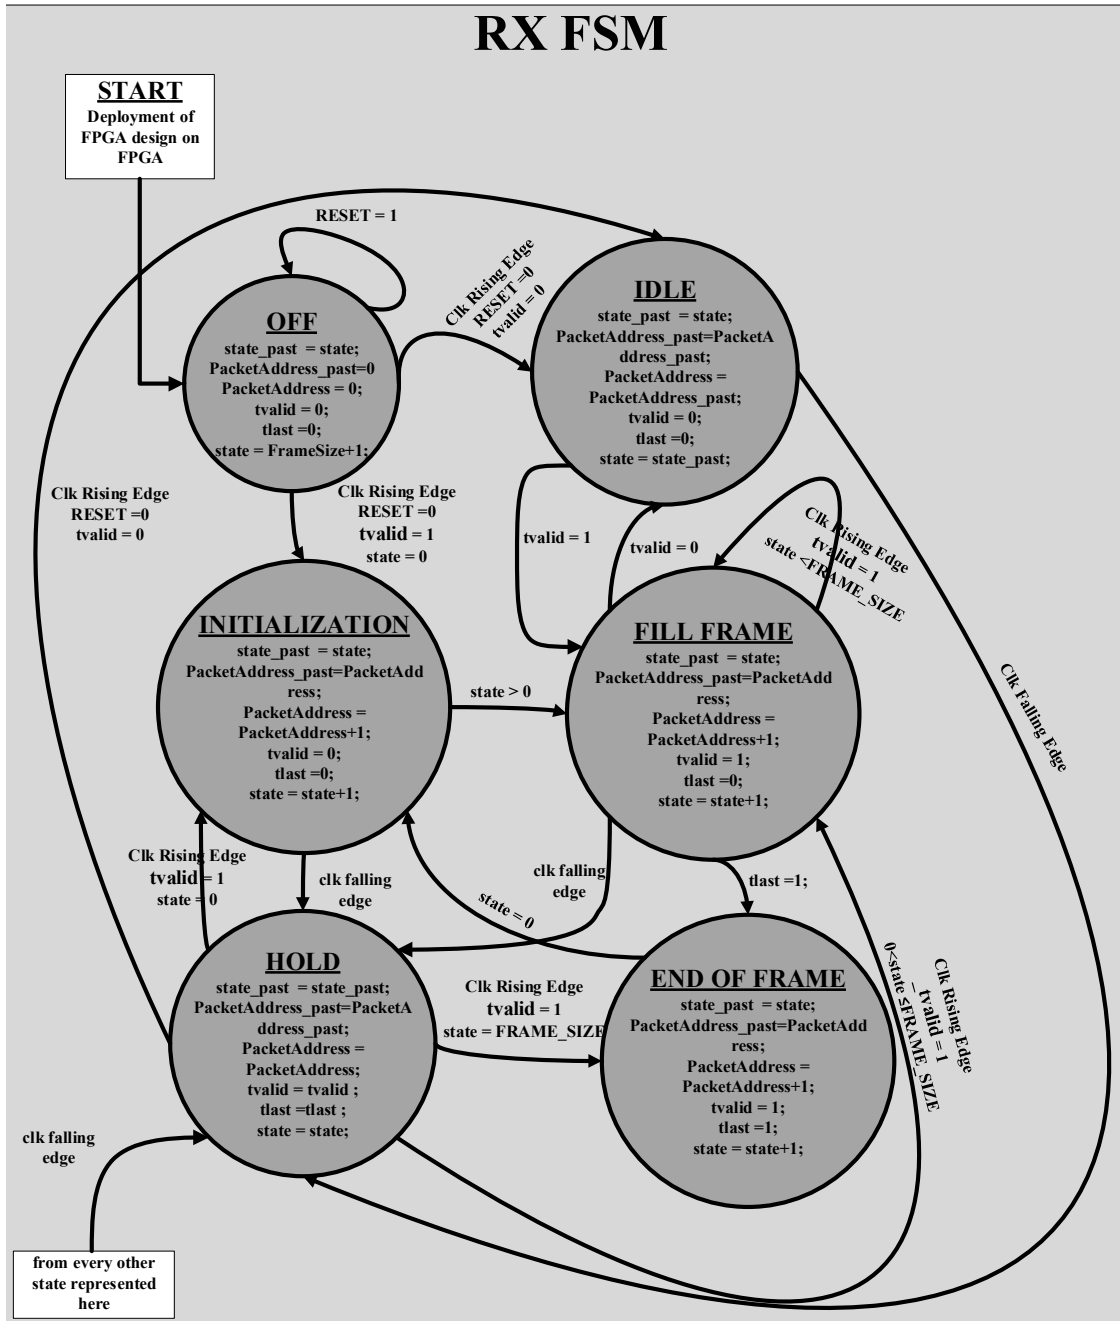 RX FSM
START
Deployment of
FPGA design on
FPGA
RESET = 1
Clk Rising Edge
RESET =0
tvalid = 0
OFF
state_past = state;
PacketAddress_past=0
PacketAddress = 0;
tvalid = 0;
tlast =0;
state = FrameSize+1;
IDLE
state_past = state;
PacketAddress_past=PacketA
ddress_past;
PacketAddress =
PacketAddress_past;
tvalid = 0;
tlast =0;
state = state_past;
Clk Rising Edge
RESET =0
tvalid = 0
Clk Rising Edge
RESET =0
tvalid = 1
state = 0
tvalid = 1
tvalid = 0
Clk Rising Edge
tvalid = 1
state <FRAME_SIZE
INITIALIZATION
state_past = state;
PacketAddress_past=PacketAdd
ress;
PacketAddress =
PacketAddress+1;
tvalid = 0;
tlast =0;
state = state+1;
state > 0
FILL FRAME
state_past = state;
PacketAddress_past=PacketAdd
ress;
PacketAddress =
PacketAddress+1;
tvalid = 1;
tlast=0;
state = state+1;
Clk Falling Edge
Clk Rising Edge
tvalid = 1
state = 0
clk falling
edge
state = 0
clk falling
edge
tlast =1;
HOLD
state_past = state_past;
PacketAddress_past=PacketA
ddress_past;
PacketAddress =
PacketAddress;
tvalid = tvalid ;
tlast =tlast ;
state = state;
Clk Rising Edge
tvalid = 1
state = FRAME_SIZE
END OF FRAME
state_past = state;
PacketAddress_past=PacketAdd
ress;
PacketAddress =
PacketAddress+1;
tvalid = 1;
tlast =1;
state = state+1;
Clk Rising Edge
_ tvalid = 1
0<state ≤FRAME_SIZE
clk falling
edge
from every other
state represented
here